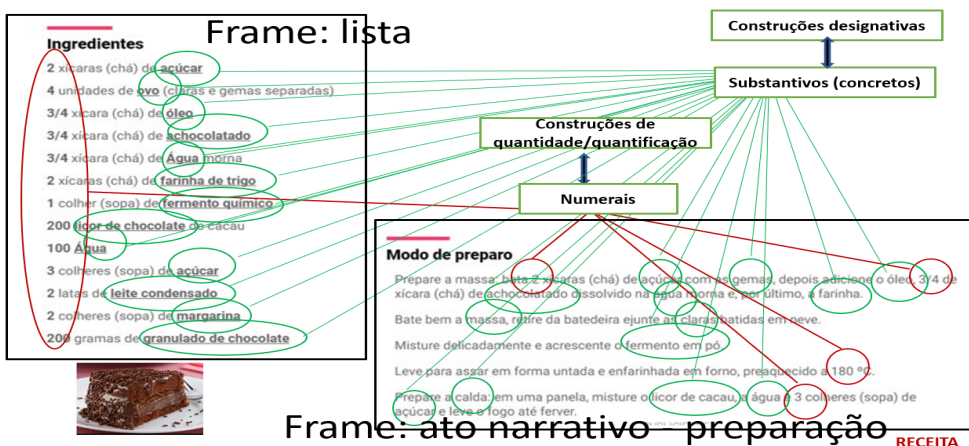 Frame: lista
Ingredientes
2 xícaras (chá) de açúcar
4 unidades de ovo (claras e gemas separadas)
3/4 xícara (chá) de óleo
3/4 xícara (chá) de achocolatado
3/4 xícara (chá) de Água morna
2 xícaras (chá) de farinha de trigo
1 colher (sopa) de fermento químico
200 licor de chocolate de cacau
100 Água
3 colheres (sopa) de açúcar
2 latas de leite condensado
2 colheres (sopa) de margarina
200 gramas de granulado de chocolate
Construções designativas
Substantivos (concretos)
Construções de
quantidade/quantificação
Numerais
Modo de preparo
Prepare a massa: bata 2 xícaras (chá) de açúcar com as gemas, depois adicione o óleo, 3/4 de
xícara (chá) de achocolatado dissolvido na água morna e, por último, a farinha.
Bate bem a massa, retire da batedeira ejunte as claras batidas em neve.
Misture delicadamente e acrescente o fermento em pó.
Leve para assar em forma untada e enfarinhada em forno, preaquecido a 180 ºC.
Prepare a calda: em uma panela, misture o licor de cacau, a água e 3 colheres (sopa) de
açúcar e leve o fogo até ferver.
Frame: ato narrativo - preparação
RECEITA